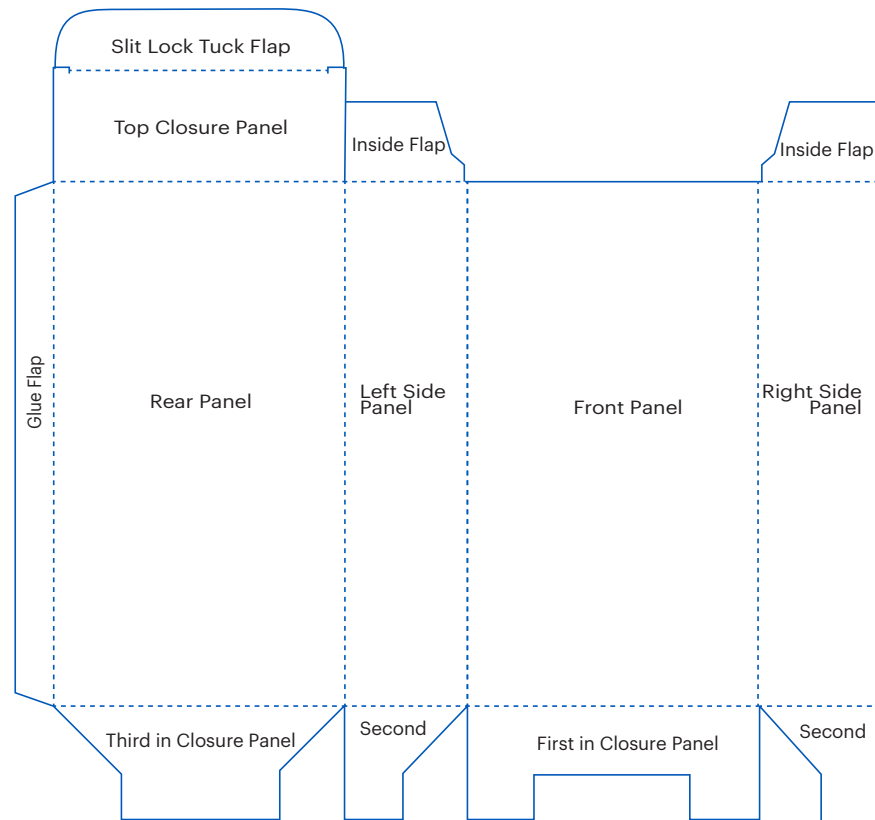 Slit Lock Tuck Flap
Top Closure Panel
Inside Flap
Inside Flap
Glue Flap
Rear Panel
Left Side
Panel
Front Panel
Right Side
Panel
Third in Closure Panel
Second
First in Closure Panel
Second